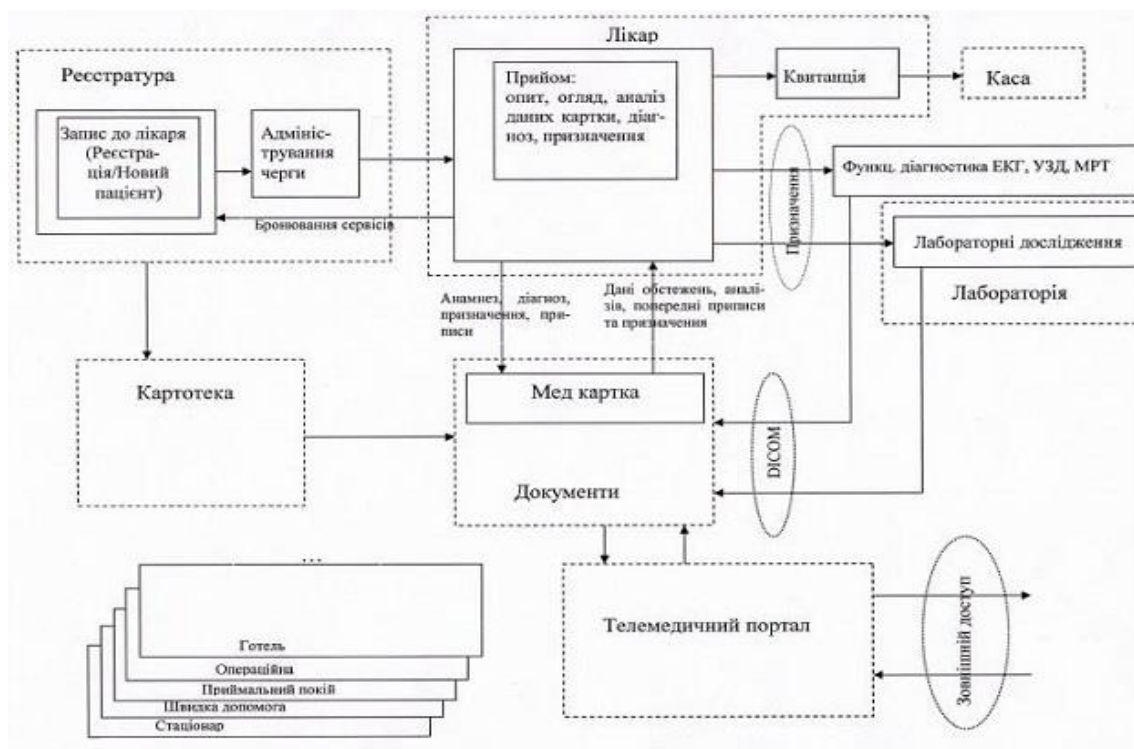 Лікар
Реєстратура
Прийом:
опит, огляд, аналіз
даних картки, діаг-
ноз, призначення
Квитанція
Каса
Запис до лікаря
(Реєстра-
ція/Новий
пацієнт)
Адмініс-
трування
черги
Функц. діагностика ЕКГ, УЗД, МРТ
Призначення
Бронювання сервісів
Лабораторні дослідження
Лабораторія
Анамнез, діагноз,
призначення, при-
писи
Дані обстежень, аналі-
зів, попередні приписи
та призначення
Картотека
Мед картка
DICOM
Документи
...
Готель
Операційна
Приймальний покій
Швидка допомога
Стаціонар
Телемедичний портал
Зовнішній доступ